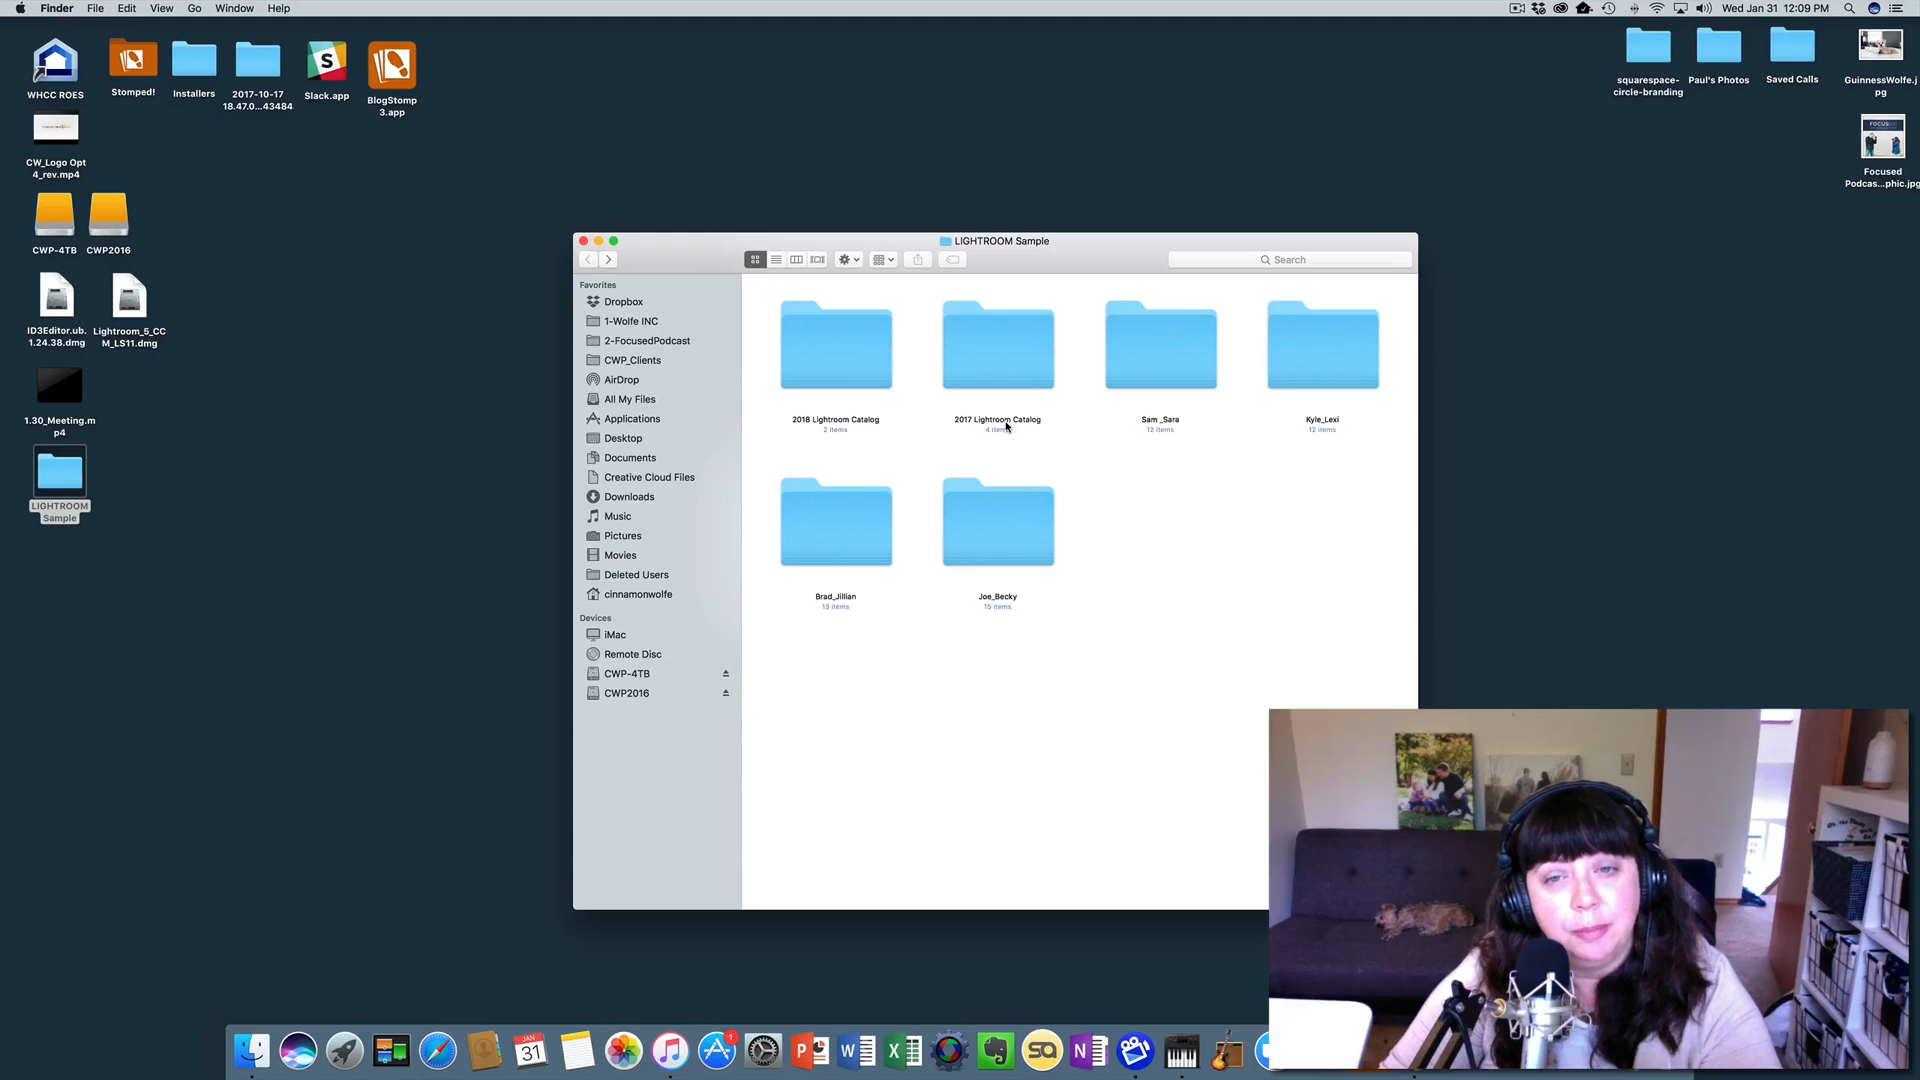 Finder File Edit View Go Window Help
Wed Jan 31 12:09 PM
WHCC ROES
Stomped!
Installers
2017-10-17
18.47.0...43484
Slack.app
BlogStomp
3.app
squarespace-
circle-branding
Paul's Photos
Saved Calls
GuinnessWolfe.j
pg
CW_Logo Opt
4_rev.mp4
FOCUSED
Focused
Podcas...phic.jpg
CWP-4TB
CWP2016
ID3Editor.ub.
1.24.38.dmg
Lightroom_5_CC
M_LS11.dmg
1.30_Meeting.m
p4
LIGHTROOM
Sample
LIGHTROOM Sample
Search
Favorites
Dropbox
1-Wolfe INC
2-FocusedPodcast
CWP_Clients
AirDrop
All My Files
Applications
Desktop
Documents
Creative Cloud Files
Downloads
Music
Pictures
Movies
Deleted Users
cinnamonwolfe
Devices
iMac
Remote Disc
CWP-4TB
CWP2016
2018 Lightroom Catalog
2 items
2017 Lightroom Catalog
4 items
Sam _Sara
12 items
Kyle_Lexi
12 items
Brad_Jillian
13 items
Joe_Becky
15 items
JAN
31
1